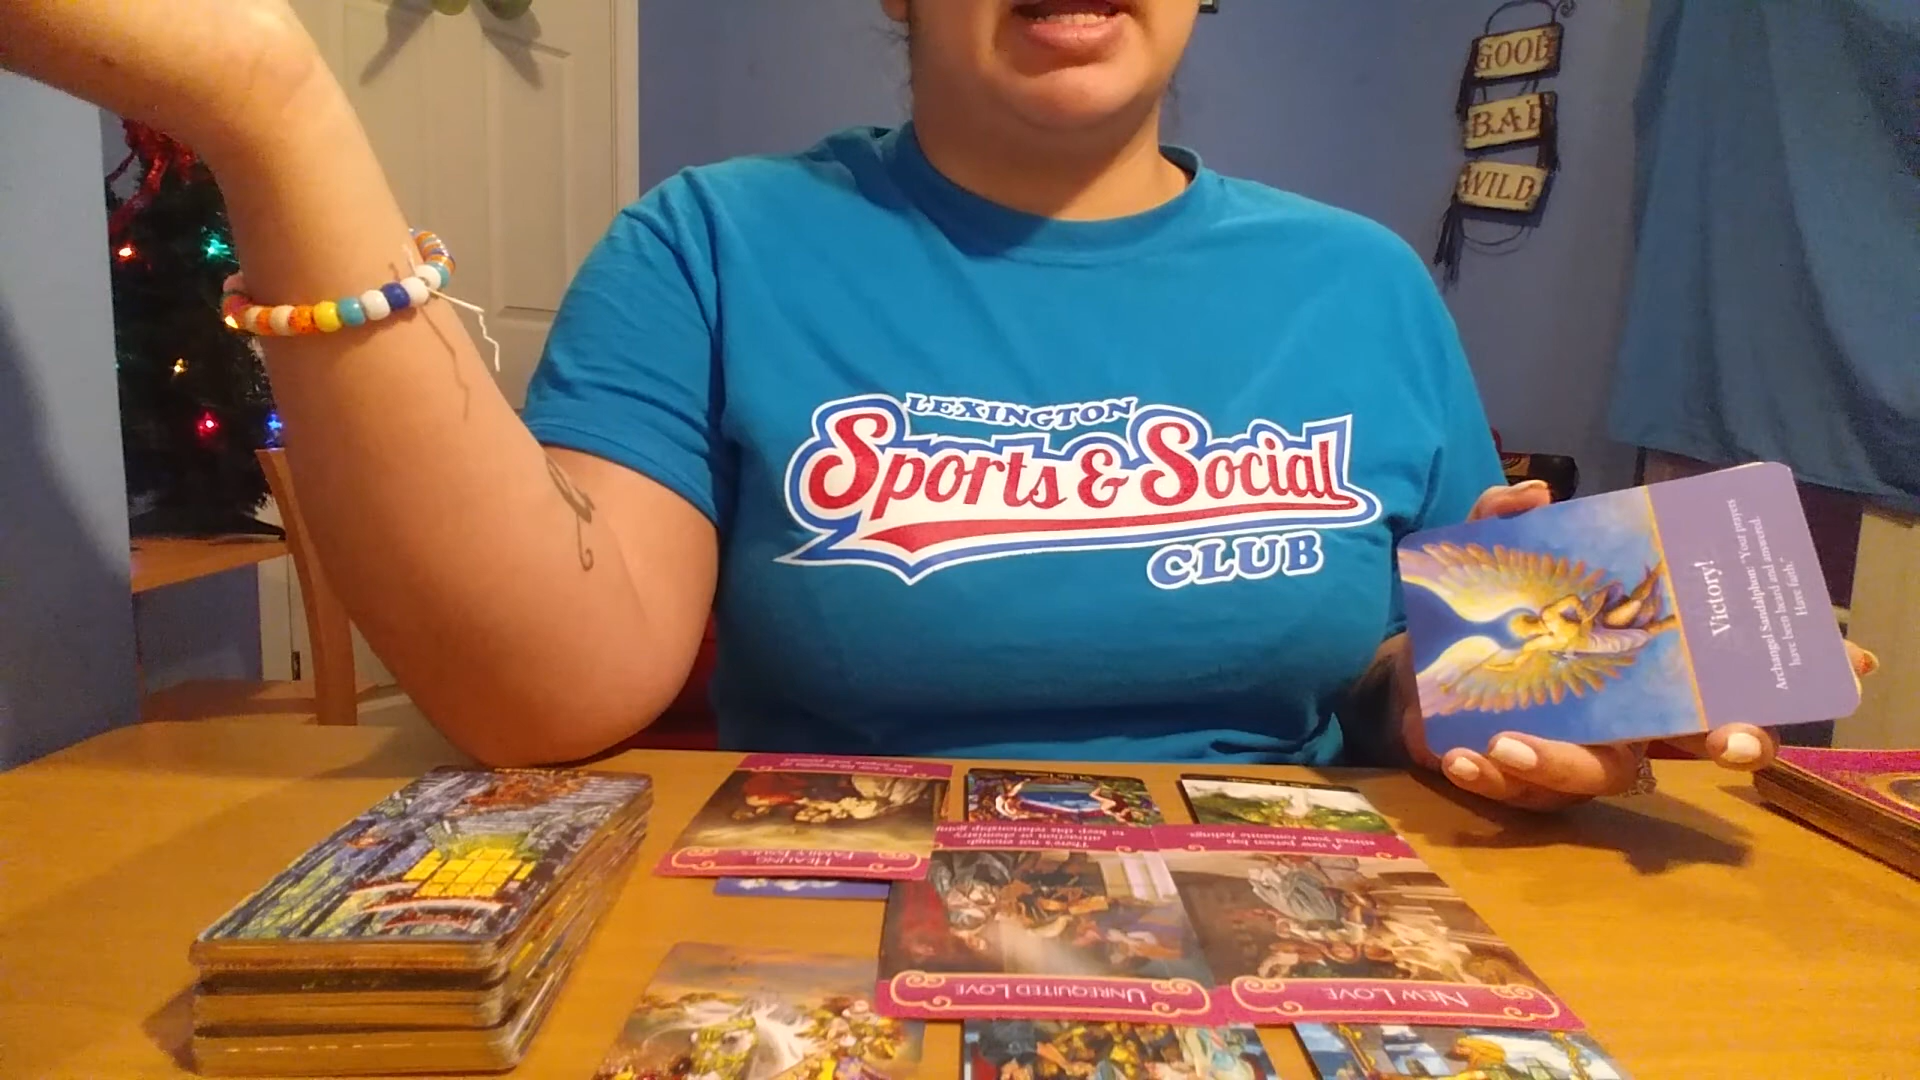 GOOD
BAD
WILD
LEXINGTON
Sports & Social
CLUB
Victory!
Archangel Sandalphon: "Your prayers
have been heard and answered.
Have faith."
HEALING
FAMILY ISSUES
There's not enough
attraction or chemistry
to keep this relationship going
UNREQUITED LOVE
A new person has
stirred your romantic feelings
NEW LOVE